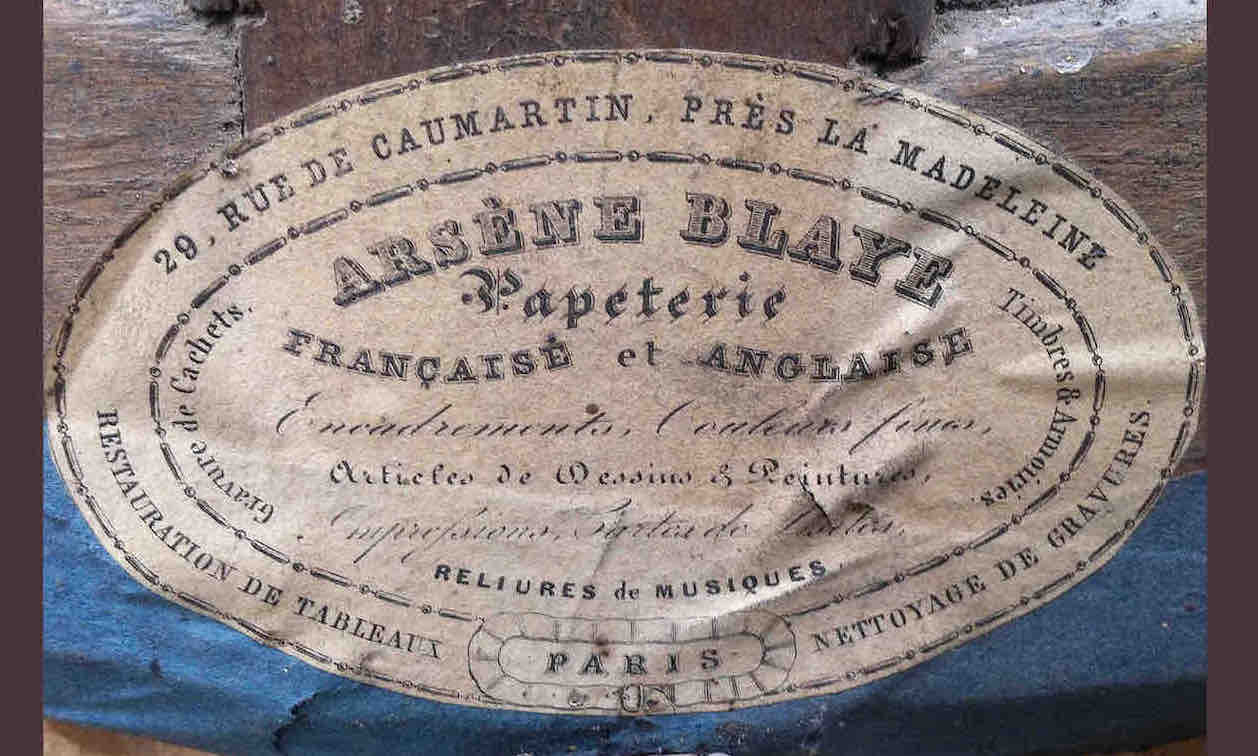 29, RUE DE CAUMARTIN, PRÈS LA MADELEINE
ARSÈNE BLAYE
Papeterie
FRANÇAISE et ANGLAISE
Gravure de Cachets.
Timbres & Armoiries.
Encadrements, Couleurs fines,
Articles de Dessins & Peintures,
Impressions, Cartes de Visites,
RELIURES de MUSIQUES,
RESTAURATION DE TABLEAUX
PARIS
NETTOYAGE DE GRAVURES.